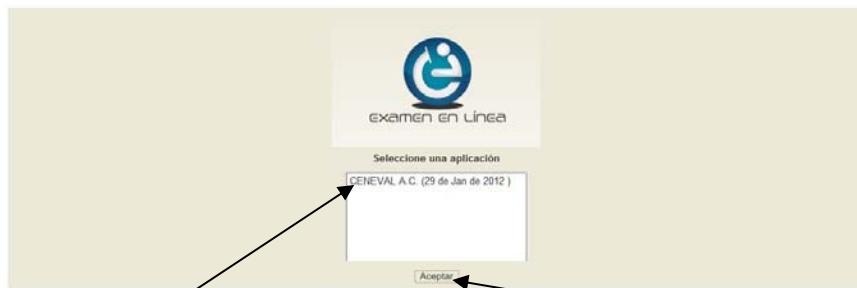 examen en Línea
Seleccione una aplicación
CENEVAL A.C. (29 de Jan de 2012 )
Aceptar